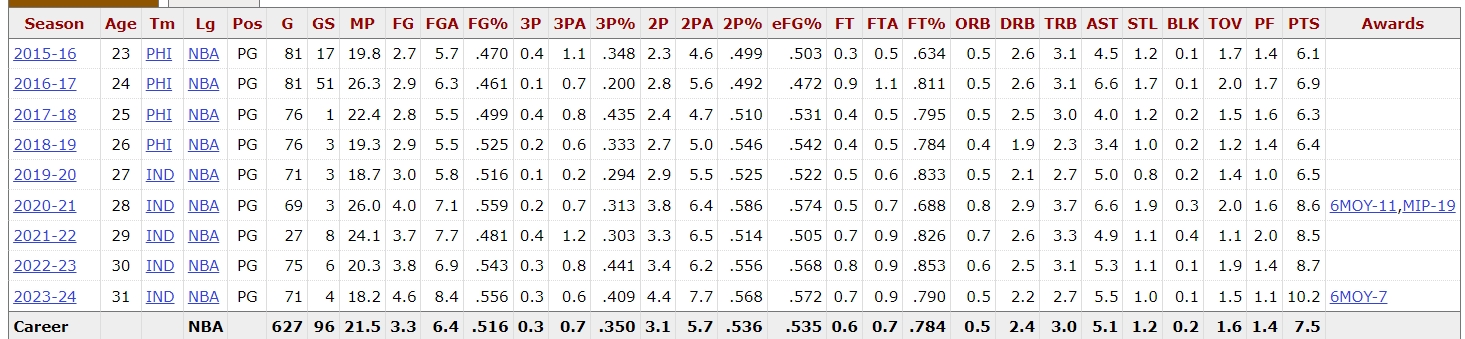 Season Age Tm Lg Pos G GS MP FG FGA FG% 3P 3PA 3P% 2P 2PA 2P% eFG% FT FTA FT% ORB DRB TRB AST STL BLK TOV PF PTS Awards
2015-16 23 PHI NBA PG 81 17 19.8 2.7 5.7 .470 0.4 1.1 .348 2.3 4.6 .499 .503 0.3 0.5 .634 0.5 2.6 3.1 4.5 1.2 0.1 1.7 1.4 6.1
2016-17 24 PHI NBA PG 81 51 26.3 2.9 6.3 .461 0.1 0.7 .200 2.8 5.6 .492 .472 0.9 1.1 .811 0.5 2.6 3.1 6.6 1.7 0.1 2.0 1.7 6.9
2017-18 25 PHI NBA PG 76 1 22.4 2.8 5.5 .499 0.4 0.8 .435 2.4 4.7 .510 .531 0.4 0.5 .795 0.5 2.5 3.0 4.0 1.2 0.2 1.5 1.6 6.3
2018-19 26 PHI NBA PG 76 3 19.3 2.9 5.5 .525 0.2 0.6 .333 2.7 5.0 .546 .542 0.4 0.5 .784 0.4 1.9 2.3 3.4 1.0 0.2 1.2 1.4 6.4
2019-20 27 IND NBA PG 71 3 18.7 3.0 5.8 .516 0.1 0.2 .294 2.9 5.5 .525 .522 0.5 0.6 .833 0.5 2.1 2.7 5.0 0.8 0.2 1.4 1.0 6.5
2020-21 28 IND NBA PG 69 3 26.0 4.0 7.1 .559 0.2 0.7 .313 3.8 6.4 .586 .574 0.5 0.7 .688 0.8 2.9 3.7 6.6 1.9 0.3 2.0 1.6 8.6 6MOY-11,MIP-19
2021-22 29 IND NBA PG 27 8 24.1 3.7 7.7 .481 0.4 1.2 .303 3.3 6.5 .514 .505 0.7 0.9 .826 0.7 2.6 3.3 4.9 1.1 0.4 1.1 2.0 8.5
2022-23 30 IND NBA PG 75 6 20.3 3.8 6.9 .543 0.3 0.8 .441 3.4 6.2 .556 .568 0.8 0.9 .853 0.6 2.5 3.1 5.3 1.1 0.1 1.9 1.4 8.7
2023-24 31 IND NBA PG 71 4 18.2 4.6 8.4 .556 0.3 0.6 .409 4.4 7.7 .568 .572 0.7 0.9 .790 0.5 2.2 2.7 5.5 1.0 0.1 1.5 1.1 10.2 6MOY-7
Career NBA 627 96 21.5 3.3 6.4 .516 0.3 0.7 .350 3.1 5.7 .536 .535 0.6 0.7 .784 0.5 2.4 3.0 5.1 1.2 0.2 1.6 1.4 7.5